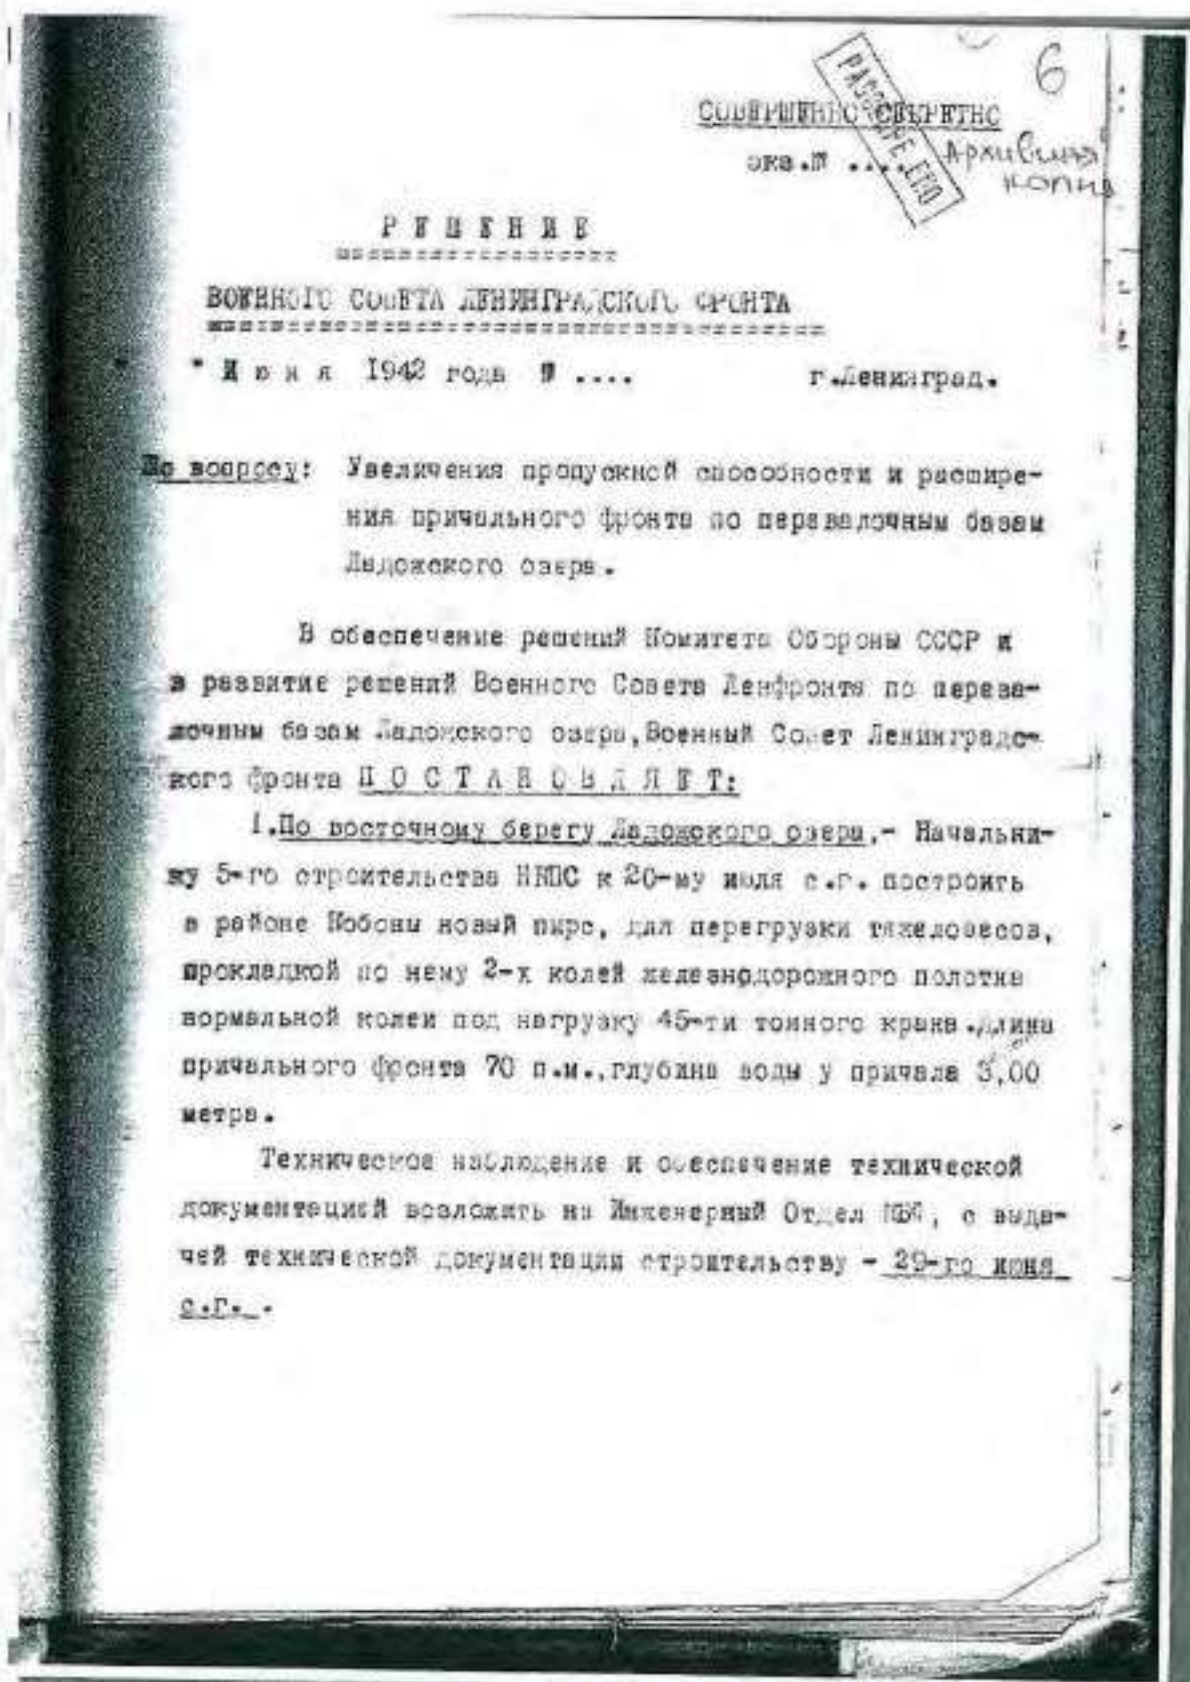 6
СОВЕРШЕННО СЕКРЕТНО
РАССЕКРЕЧЕНО
экз.№ ....
Архивная
копия
Р Е Ш Е Н И Е
ВОЕННОГО СОВЕТА ЛЕНИНГРАДСКОГО ФРОНТА
" И ю н я 1942 года № .... г.Ленинград.
По вопросу: Увеличения пропускной способности и расшире-
ния причального фронта по перевалочным базам
Ладожского озера.
В обеспечение решений Комитета Обороны СССР и
в развитие решений Военного Совета Ленфронта по перева-
лочным базам Ладожского озера, Военный Совет Ленинградс-
кого фронта П О С Т А Н О В Л Я Е Т:
1.По восточному берегу Ладожского озера.- Начальни-
ку 5-го строительства НКПС к 20-му июля с.г. построить
в районе Кобоны новый пирс, для перегрузки тяжеловесов,
прокладкой по нему 2-х колей железнодорожного полотна
нормальной колеи под нагрузку 45-ти тонного крана.Длина
причального фронта 70 п.м.,глубина воды у причала 3,00
метра.
Техническое наблюдение и обеспечение технической
документацией возложить на Инженерный Отдел, с выда-
чей технической документации строительству - 29-го июня
с.г. .